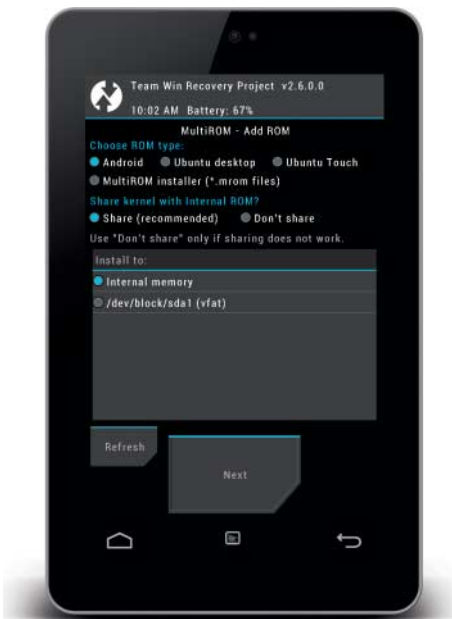 Team Win Recovery Project v2.6.0.0
10:02 AM Battery: 67%
MultiROM - Add ROM
Choose ROM type:
Android Ubuntu desktop Ubuntu Touch
MultiROM installer (*.mrom files)
Share kernel with Internal ROM?
Share (recommended) Don't share
Use "Don't share" only if sharing does not work.
Install to:
Internal memory
/dev/block/sda1 (vfat)
Refresh
Next